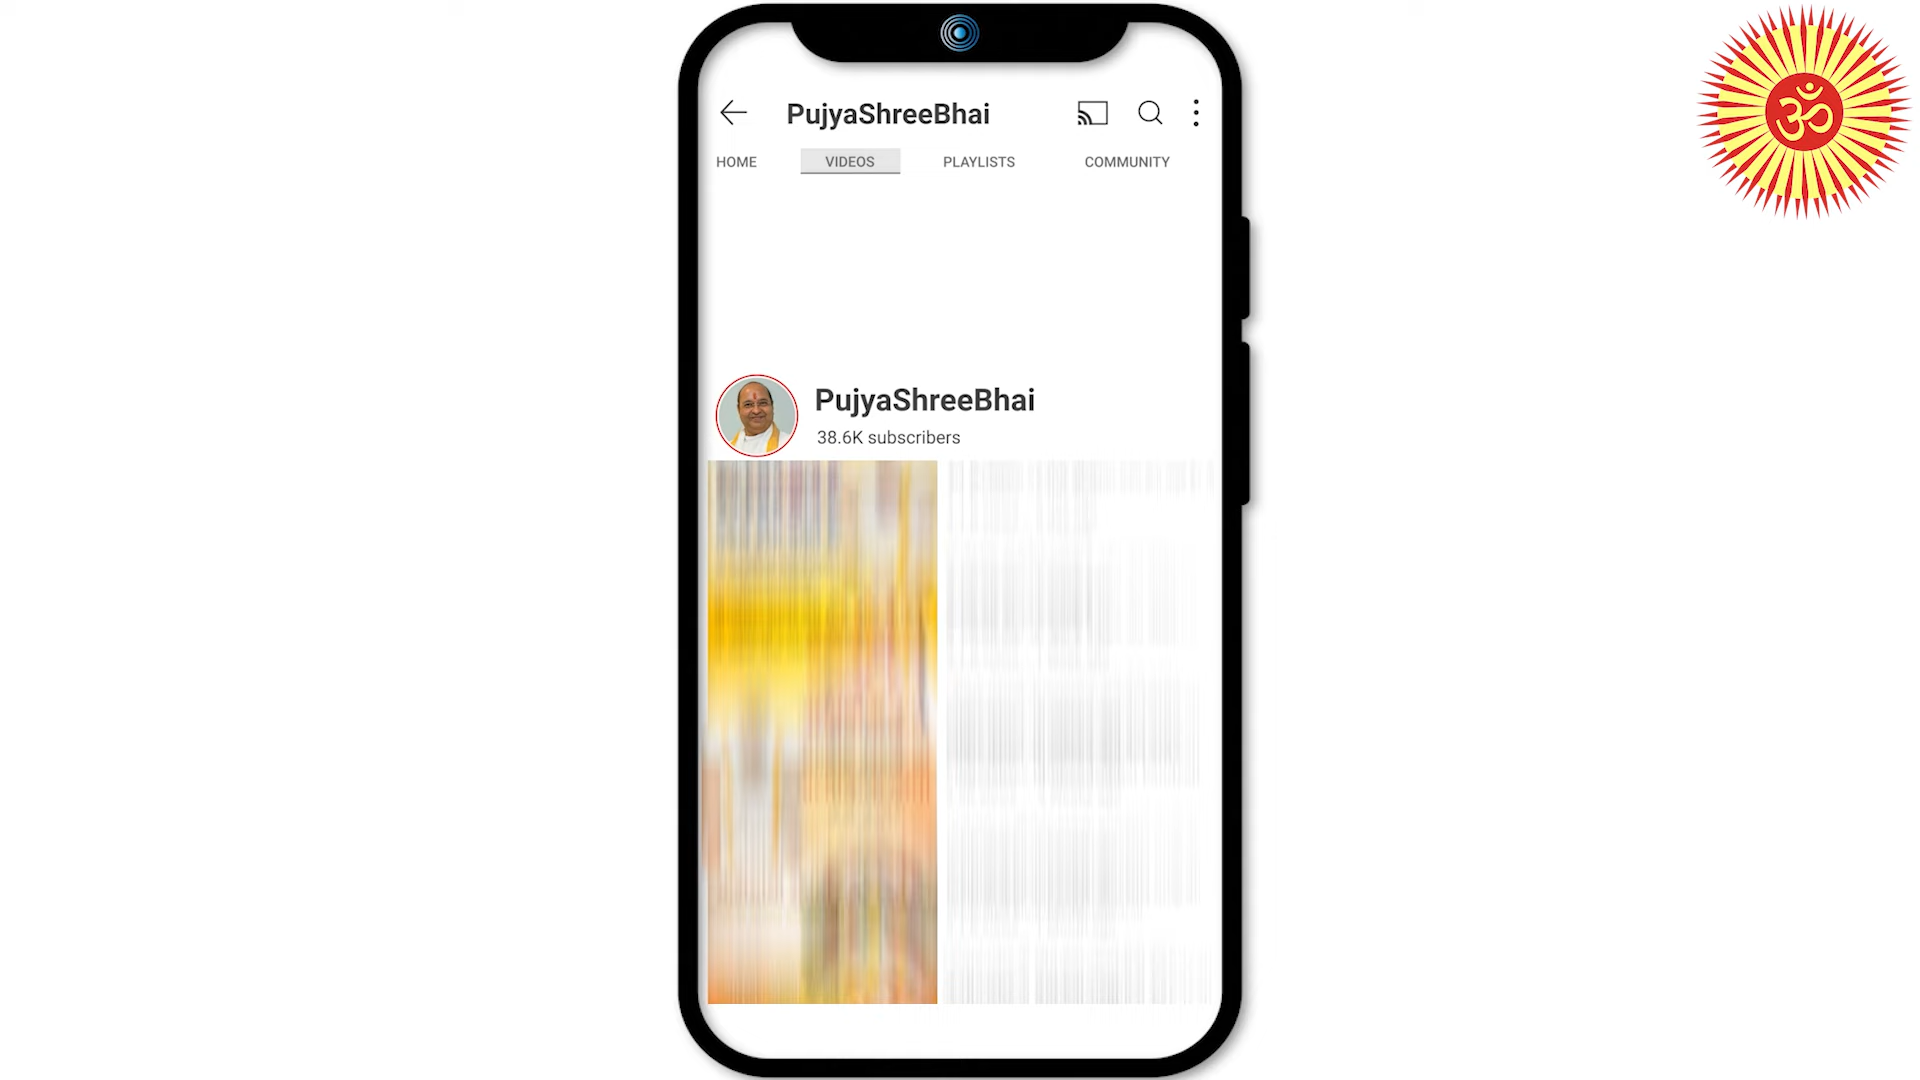 PujyaShreeBhai
HOME VIDEOS PLAYLISTS COMMUNITY
PujyaShreeBhai
38.6K subscribers
ॐ